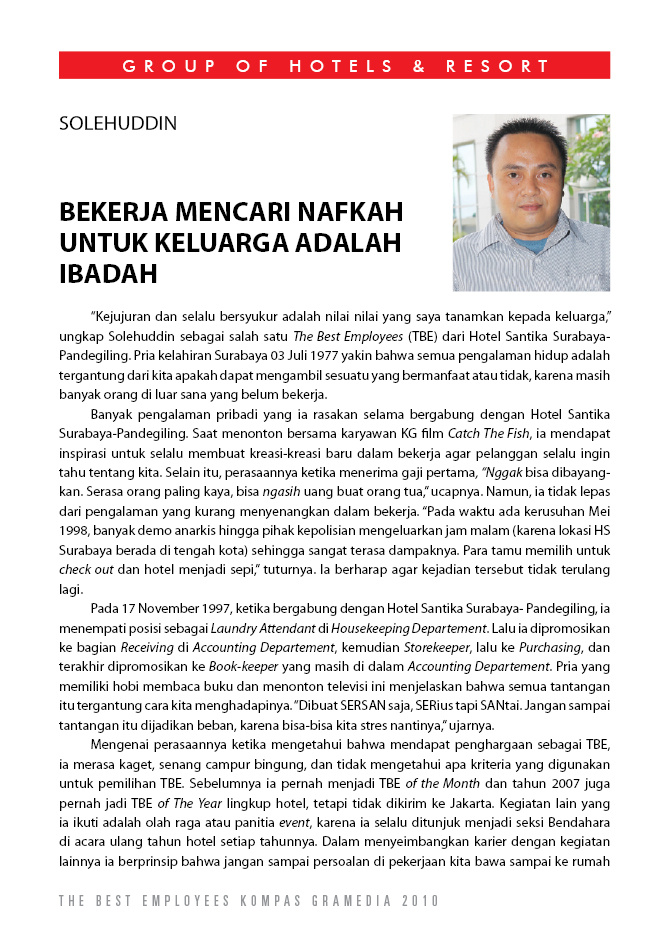 GROUP OF HOTELS & RESORT
SOLEHUDDIN
BEKERJA MENCARI NAFKAH
UNTUK KELUARGA ADALAH
IBADAH
“Kejujuran dan selalu bersyukur adalah nilai nilai yang saya tanamkan kepada keluarga,”
ungkap Solehuddin sebagai salah satu The Best Employees (TBE) dari Hotel Santika Surabaya-
Pandegiling. Pria kelahiran Surabaya 03 Juli 1977 yakin bahwa semua pengalaman hidup adalah
tergantung dari kita apakah dapat mengambil sesuatu yang bermanfaat atau tidak, karena masih
banyak orang di luar sana yang belum bekerja.
Banyak pengalaman pribadi yang ia rasakan selama bergabung dengan Hotel Santika
Surabaya-Pandegiling. Saat menonton bersama karyawan KG film Catch The Fish, ia mendapat
inspirasi untuk selalu membuat kreasi-kreasi baru dalam bekerja agar pelanggan selalu ingin
tahu tentang kita. Selain itu, perasaannya ketika menerima gaji pertama, “Nggak bisa dibayang-
kan. Serasa orang paling kaya, bisa ngasih uang buat orang tua,” ucapnya. Namun, ia tidak lepas
dari pengalaman yang kurang menyenangkan dalam bekerja. “Pada waktu ada kerusuhan Mei
1998, banyak demo anarkis hingga pihak kepolisian mengeluarkan jam malam (karena lokasi HS
Surabaya berada di tengah kota) sehingga sangat terasa dampaknya. Para tamu memilih untuk
check out dan hotel menjadi sepi,” tuturnya. Ia berharap agar kejadian tersebut tidak terulang
lagi.
Pada 17 November 1997, ketika bergabung dengan Hotel Santika Surabaya- Pandegiling, ia
menempati posisi sebagai Laundry Attendant di Housekeeping Departement. Lalu ia dipromosikan
ke bagian Receiving di Accounting Departement, kemudian Storekeeper, lalu ke Purchasing, dan
terakhir dipromosikan ke Book-keeper yang masih di dalam Accounting Departement. Pria yang
memiliki hobi membaca buku dan menonton televisi ini menjelaskan bahwa semua tantangan
itu tergantung cara kita menghadapinya. ”Dibuat SERSAN saja, SERius tapi SANtai. Jangan sampai
tantangan itu dijadikan beban, karena bisa-bisa kita stres nantinya,” ujarnya.
Mengenai perasaannya ketika mengetahui bahwa mendapat penghargaan sebagai TBE,
ia merasa kaget, senang campur bingung, dan tidak mengetahui apa kriteria yang digunakan
untuk pemilihan TBE. Sebelumnya ia pernah menjadi TBE of the Month dan tahun 2007 juga
pernah jadi TBE of The Year lingkup hotel, tetapi tidak dikirim ke Jakarta. Kegiatan lain yang
ia ikuti adalah olah raga atau panitia event, karena ia selalu ditunjuk menjadi seksi Bendahara
di acara ulang tahun hotel setiap tahunnya. Dalam menyeimbangkan karier dengan kegiatan
lainnya ia berprinsip bahwa jangan sampai persoalan di pekerjaan kita bawa sampai ke rumah
THE BEST EMPLOYEES KOMPAS GRAMEDIA 2010